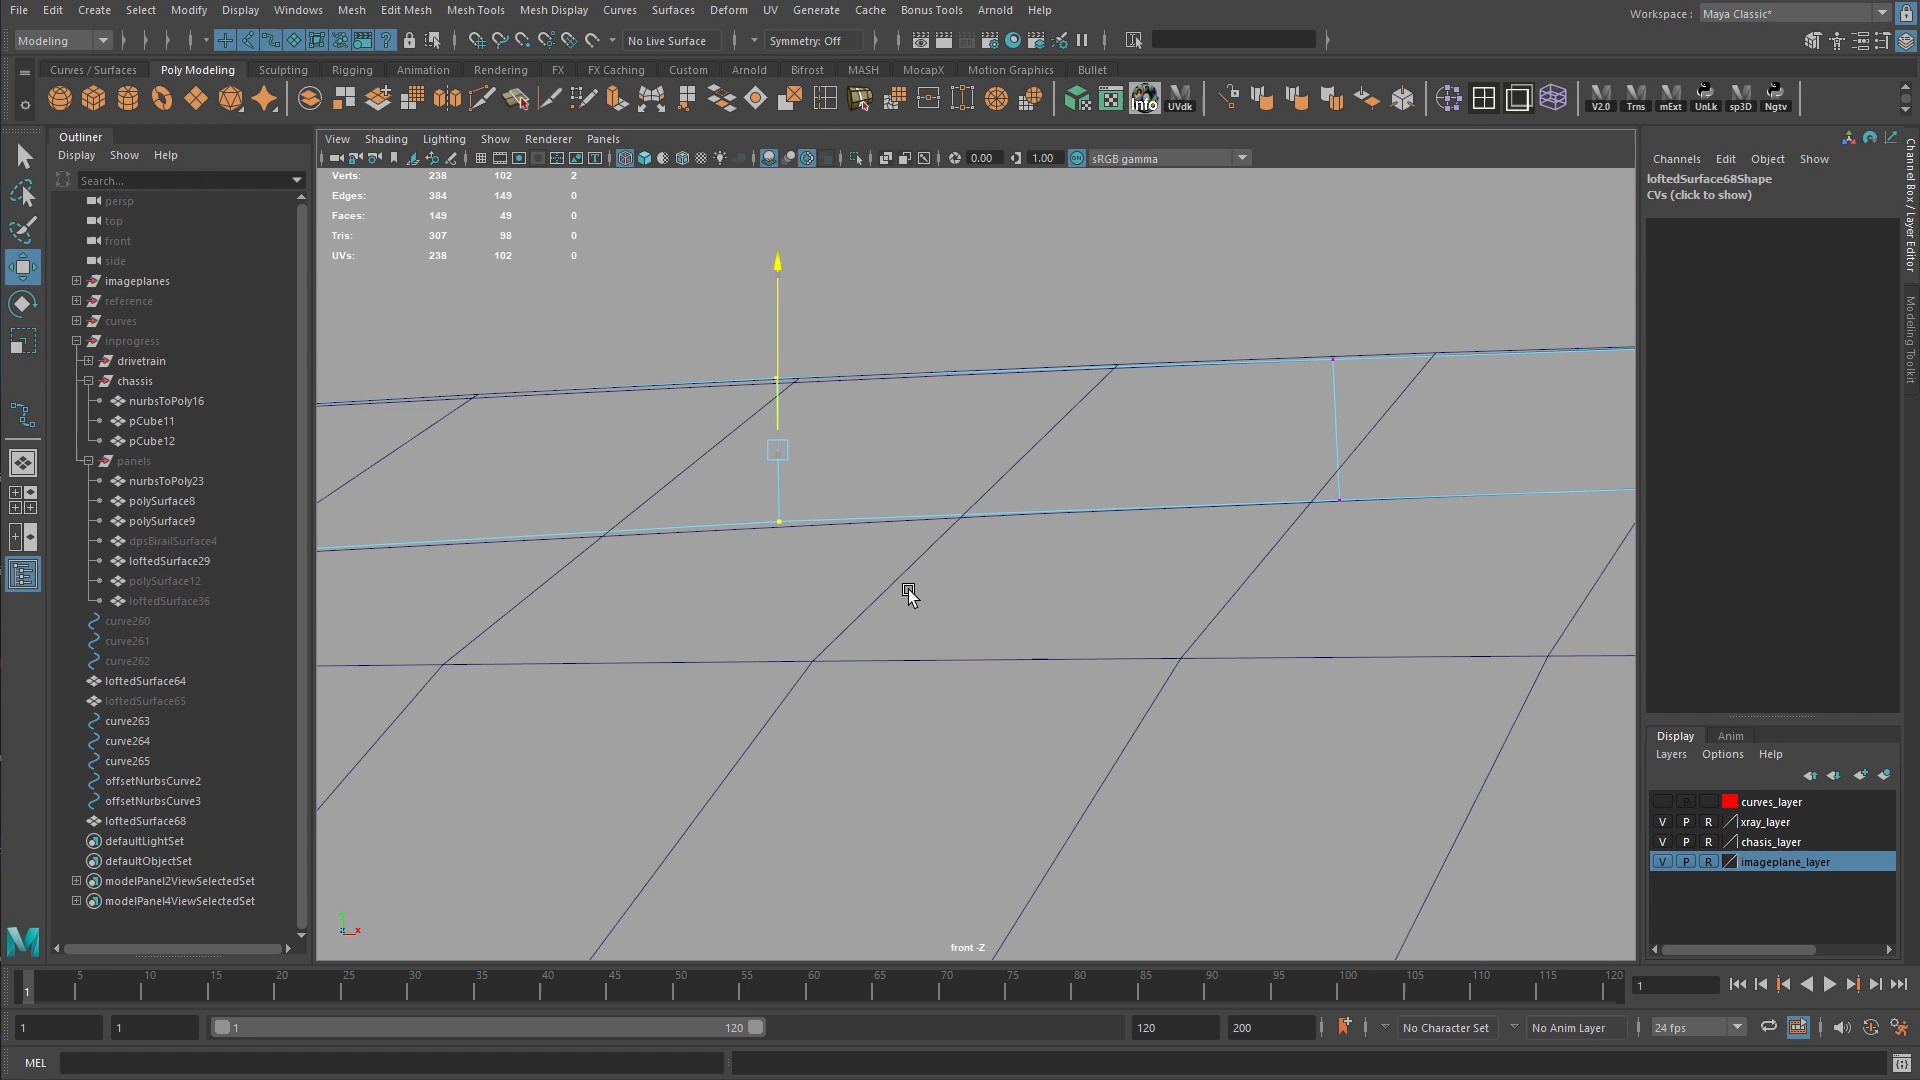 File Edit Create Select Modify Display Windows Mesh Edit Mesh Mesh Tools Mesh Display Curves Surfaces Deform UV Generate Cache Bonus Tools Arnold Help
Workspace : Maya Classic*
Modeling No Live Surface Symmetry: Off
Curves / Surfaces Poly Modeling Sculpting Rigging Animation Rendering FX FX Caching Custom Arnold Bifrost MASH MocapX Motion Graphics Bullet
Info UVdk V2.0 Trns mExt UnLk sp3D Ngtv
Outliner
Display Show Help
Search...
persp
top
front
side
imageplanes
reference
curves
inprogress
drivetrain
chassis
nurbsToPoly16
pCube11
pCube12
panels
nurbsToPoly23
polySurface8
polySurface9
dpsBirailSurface4
loftedSurface29
polySurface12
loftedSurface36
curve260
curve261
curve262
loftedSurface64
loftedSurface65
curve263
curve264
curve265
offsetNurbsCurve2
offsetNurbsCurve3
loftedSurface68
defaultLightSet
defaultObjectSet
modelPanel2ViewSelectedSet
modelPanel4ViewSelectedSet
View Shading Lighting Show Renderer Panels
0.00 1.00 ON sRGB gamma
Verts: 238 102 2
Edges: 384 149 0
Faces: 149 49 0
Tris: 307 98 0
UVs: 238 102 0
front -Z
Channels Edit Object Show
loftedSurface68Shape
CVs (click to show)
Channel Box / Layer Editor
Modeling Toolkit
Display Anim
Layers Options Help
P curves_layer
V P R xray_layer
V P R chasis_layer
V P R imageplane_layer
1 5 10 15 20 25 30 35 40 45 50 55 60 65 70 75 80 85 90 95 100 105 110 115 120
1
1 1 1 120 120 200 No Character Set No Anim Layer 24 fps
MEL